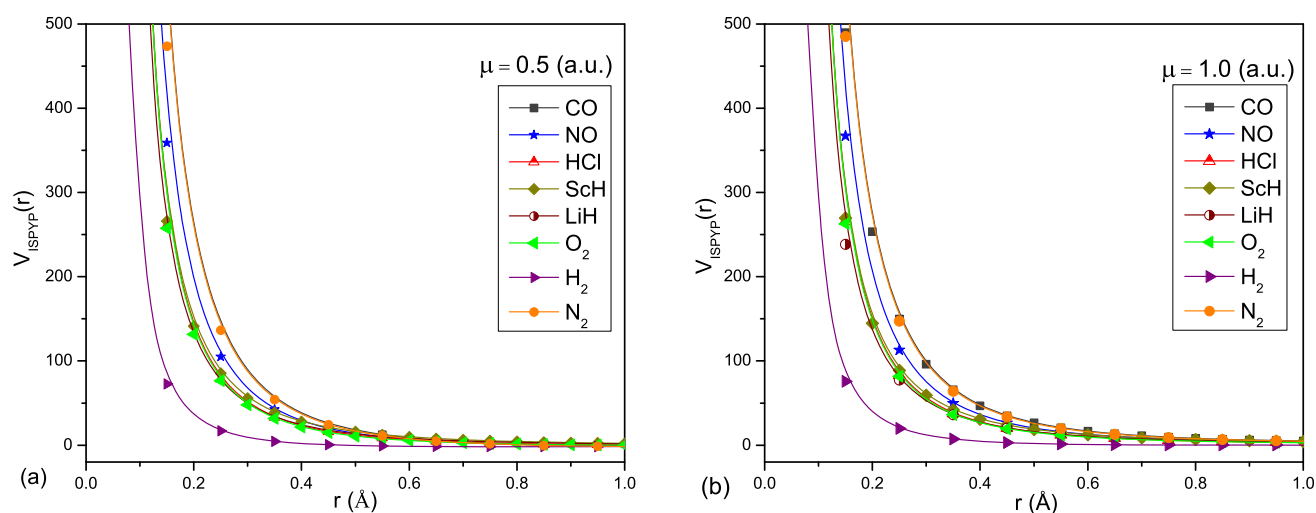 500
400
300
200
100
0
V_ISPYP(r)
μ = 0.5 (a.u.)
CO
NO
HCl
ScH
LiH
O₂
H₂
N₂
0.0 0.2 0.4 0.6 0.8 1.0
(a)
r (Å)
500
400
300
200
100
0
V_ISPYP(r)
μ = 1.0 (a.u.)
CO
NO
HCl
ScH
LiH
O₂
H₂
N₂
0.0 0.2 0.4 0.6 0.8 1.0
(b)
r (Å)